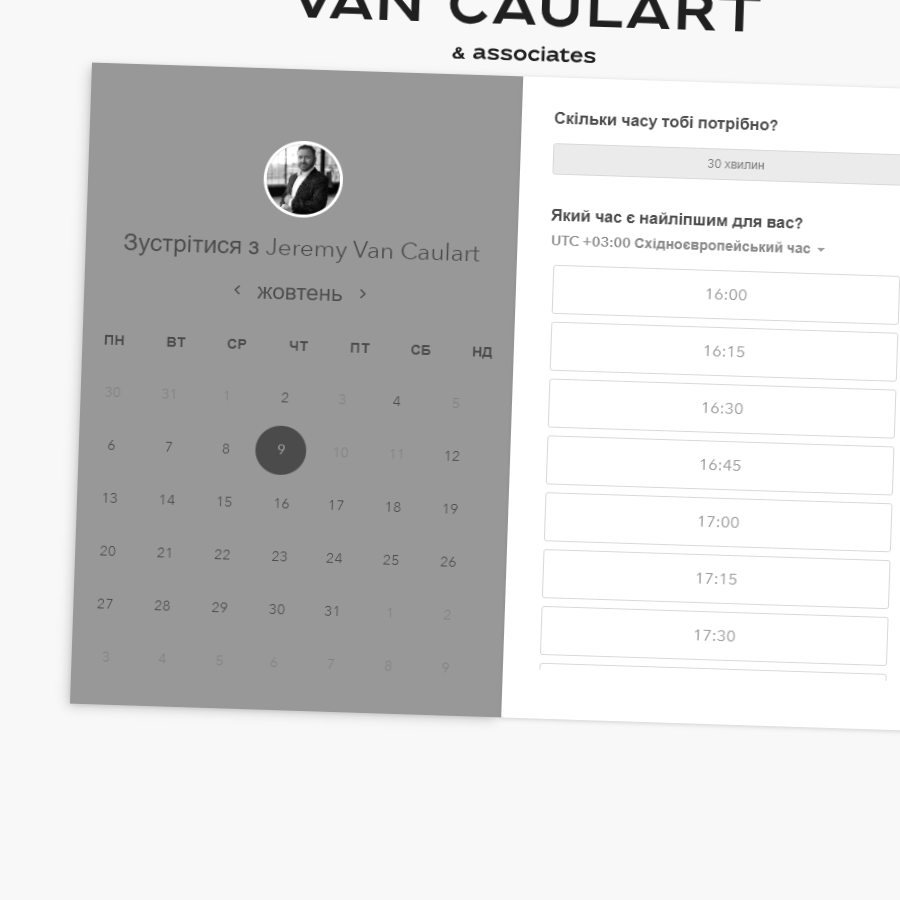 VAN CAULART
& associates
Зустрітися з Jeremy Van Caulart
жовтень
ПН ВТ СР ЧТ ПТ СБ НД
30 31 1 2 3 4 5
6 7 8 9 10 11 12
13 14 15 16 17 18 19
20 21 22 23 24 25 26
27 28 29 30 31 1 2
3 4 5 6 7 8 9
Скільки часу тобі потрібно?
30 хвилин
Який час є найліпшим для вас?
UTC +03:00 Східноєвропейський час
16:00
16:15
16:30
16:45
17:00
17:15
17:30